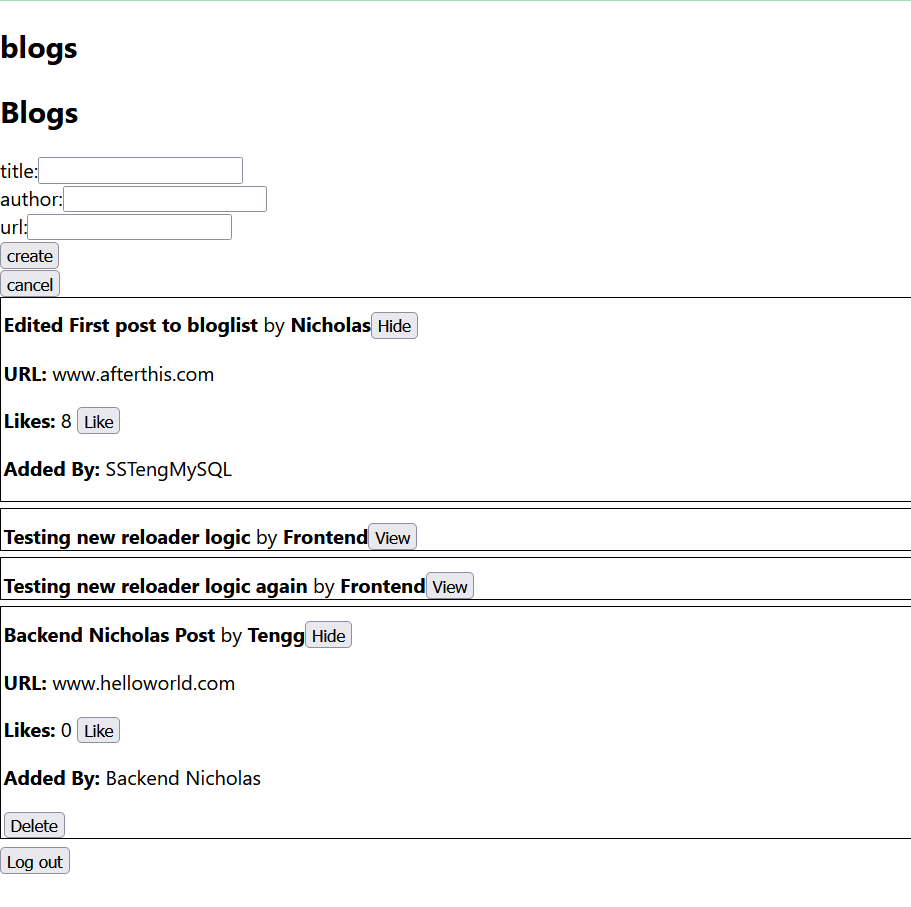 blogs
Blogs
title:
author:
url:
create
cancel
Edited First post to bloglist by Nicholas Hide
URL: www.afterthis.com
Likes: 8 Like
Added By: SSTengMySQL
Testing new reloader logic by Frontend View
Testing new reloader logic again by Frontend View
Backend Nicholas Post by Tengg Hide
URL: www.helloworld.com
Likes: 0 Like
Added By: Backend Nicholas
Delete
Log out